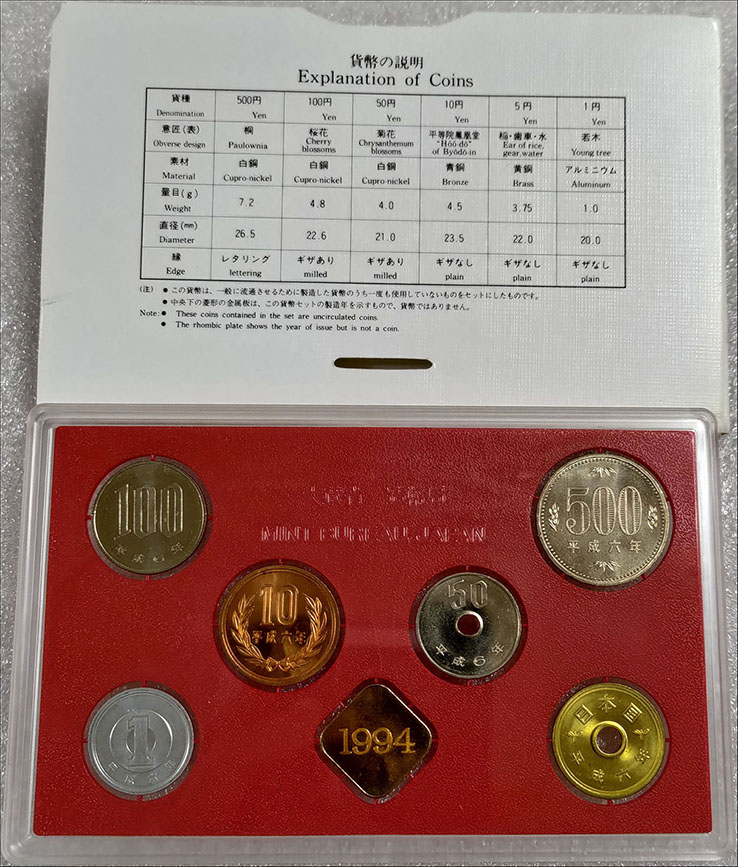 貨幣の説明
Explanation of Coins
貨種 500円 100円 50円 10円 5円 1円
Denomination Yen Yen Yen Yen Yen Yen
意匠(表) 桐 桜花 菊花 平等院鳳凰堂 稲・歯車・水 若木
Obverse design Paulownia Cherry blossoms Chrysanthemum blossoms "Hōō-dō" of Byōdō-in Ear of rice, gear,water Young tree
素材 白銅 白銅 白銅 青銅 黄銅 アルミニウム
Material Cupro-nickel Cupro-nickel Cupro-nickel Bronze Brass Aluminum
量目(g) 7.2 4.8 4.0 4.5 3.75 1.0
Weight
直径(mm) 26.5 22.6 21.0 23.5 22.0 20.0
Diameter
縁 レタリング ギザあり ギザあり ギザなし ギザなし ギザなし
Edge lettering milled milled plain plain plain
(注) ● この貨幣は、一般に流通させるために製造した貨幣のうち一度も使用していないものをセットにしたものです。
● 中央下の菱形の金属板は、この貨幣セットの製造年を示すもので、貨幣ではありません。
Note: ● These coins contained in the set are uncirculated coins.
● The rhombic plate shows the year of issue but is not a coin.
MINT BUREAU, JAPAN
100
平成6年
500
平成六年
10
平成六年
50
平成6年
1
平成六年
1994
日本国
平成六年